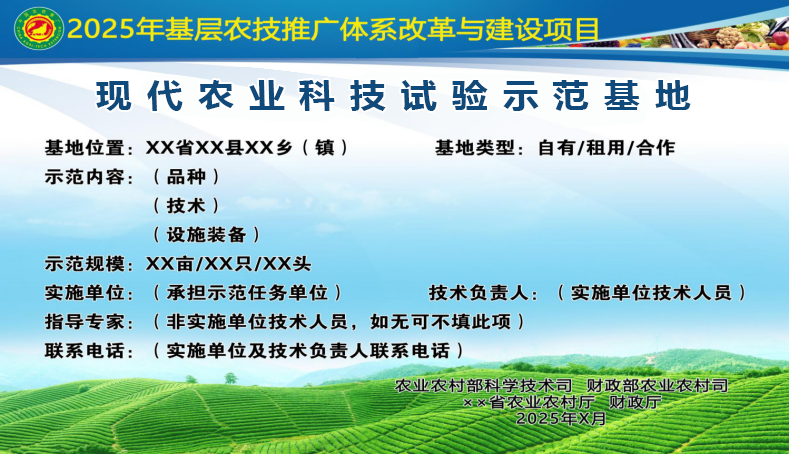 2025年基层农技推广体系改革与建设项目
现代农业科技试验示范基地
基地位置：XX省XX县XX乡（镇） 基地类型：自有/租用/合作
示范内容：（品种）
（技术）
（设施装备）
示范规模：XX亩/XX只/XX头
实施单位：（承担示范任务单位） 技术负责人：（实施单位技术人员）
指导专家：（非实施单位技术人员，如无可不填此项）
联系电话：（实施单位及技术负责人联系电话）
农业农村部科学技术司 财政部农业农村司
××省农业农村厅 财政厅
2025年X月